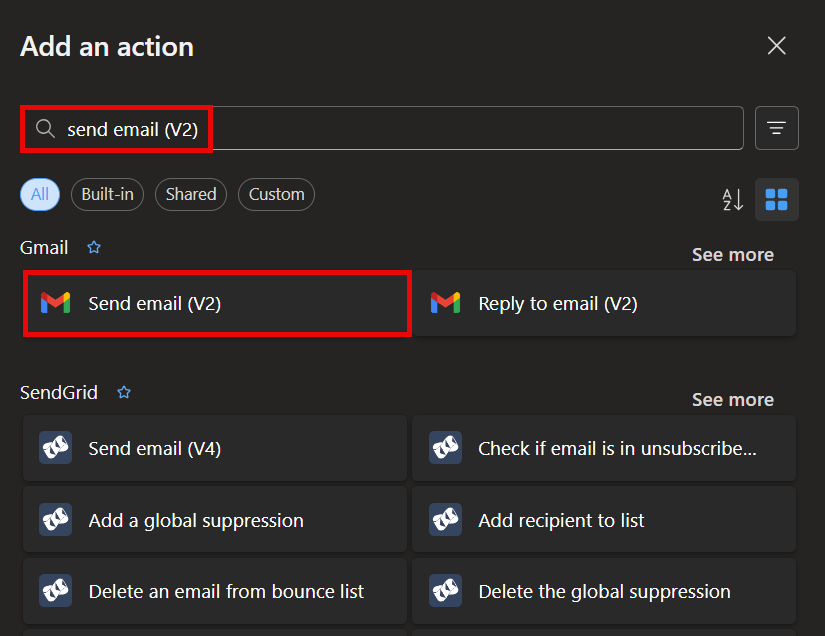 Add an action
send email (V2)
All Built-in Shared Custom
Gmail
See more
Send email (V2) Reply to email (V2)
SendGrid
See more
Send email (V4) Check if email is in unsubscribe...
Add a global suppression Add recipient to list
Delete an email from bounce list Delete the global suppression